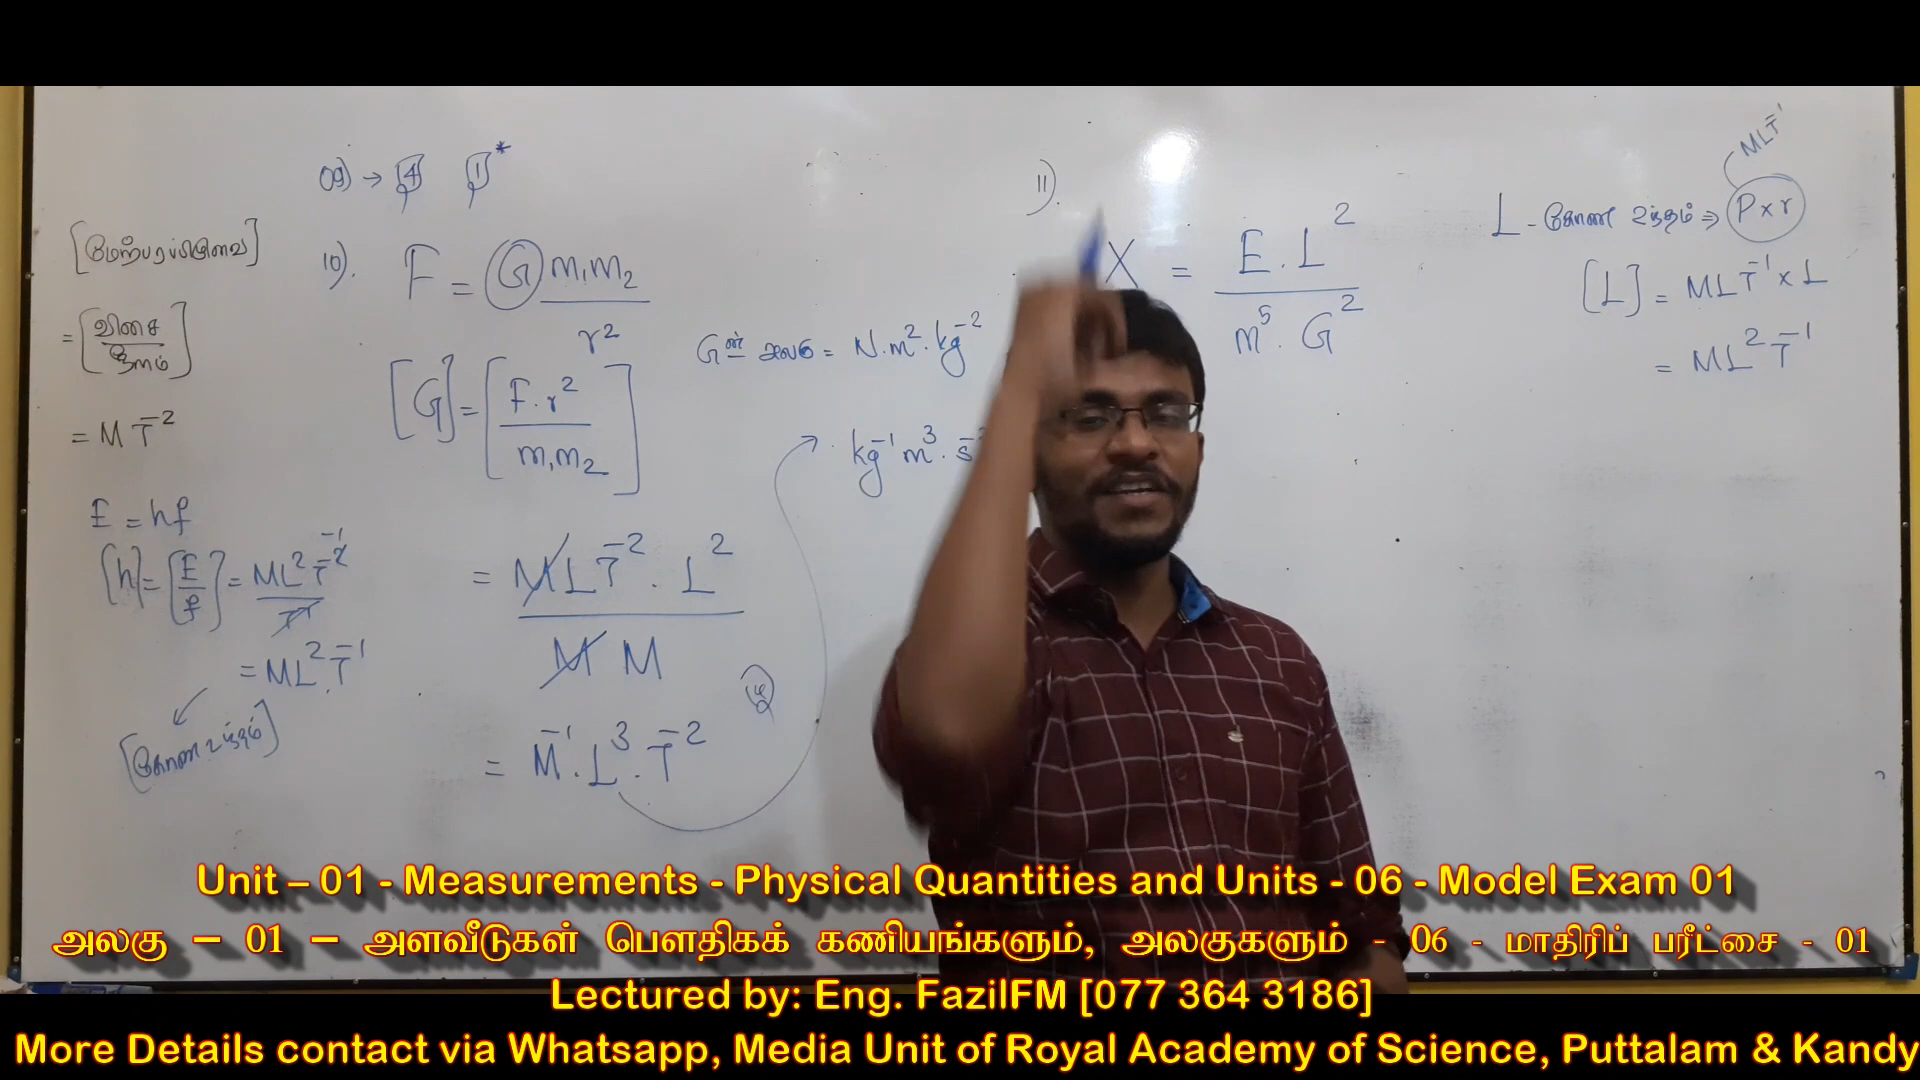 09) → 4 1 *
[மேற்பரப்பிழுவை]
= [விசை / நீளம்]
= M T⁻²
E = hf
[h] = [E / f] = ML²T⁻²⁻¹ / T⁻¹
= ML²T⁻¹
[கோண உந்தம்]
10). F = G m₁m₂ / r²
[G] = [F.r² / m₁m₂]
= MLT⁻² . L² / M M
= M⁻¹ . L³ . T⁻²
G ன் அலகு = N.m².kg⁻²
kg⁻¹ m³ . s⁻
11).
X = E . L² / m⁵ . G²
MLT⁻¹
L - கோண உந்தம் ⇒ P x r
[L] = MLT⁻¹ x L
= ML²T⁻¹
Unit – 01 - Measurements - Physical Quantities and Units - 06 - Model Exam 01
அலகு – 01 – அளவீடுகள் பௌதிகக் கணியங்களும், அலகுகளும் - 06 - மாதிரிப் பரீட்சை - 01
Lectured by: Eng. FazilFM [077 364 3186]
More Details contact via Whatsapp, Media Unit of Royal Academy of Science, Puttalam & Kandy